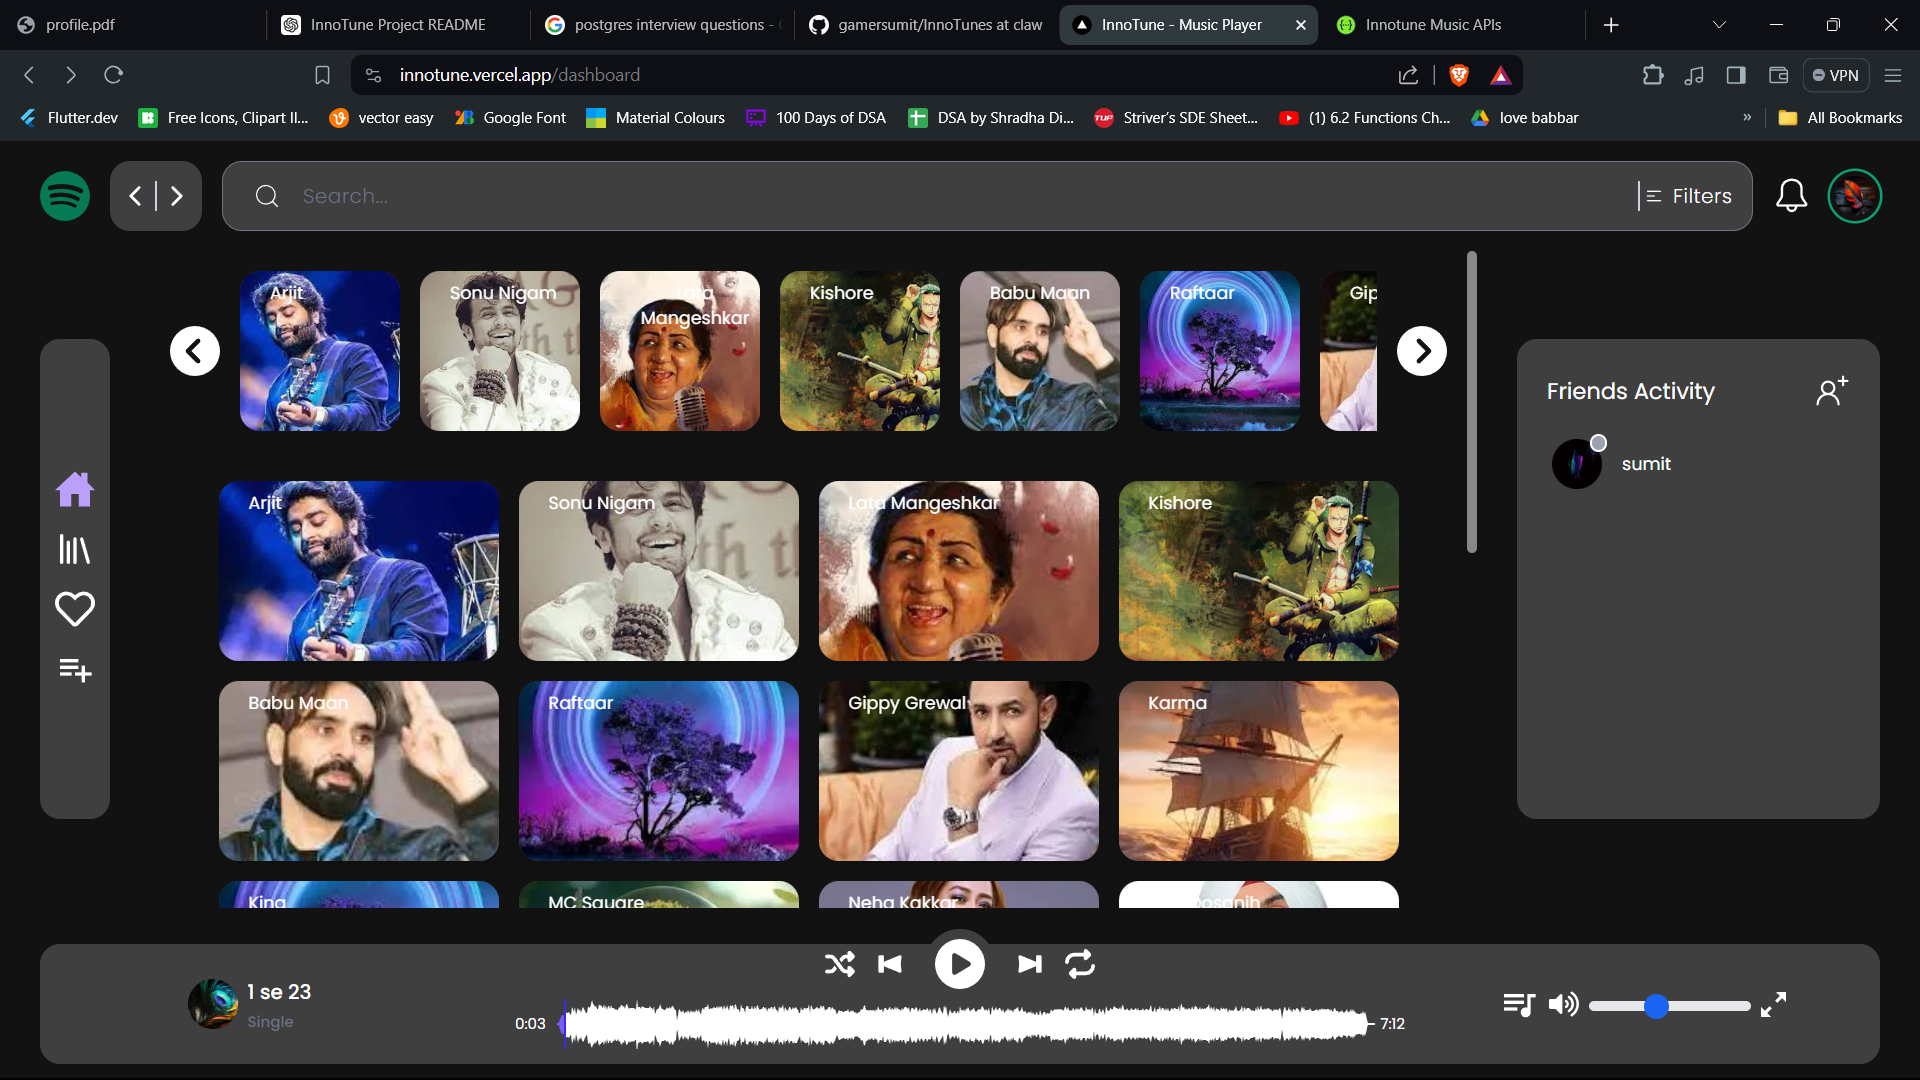 profile.pdf
InnoTune Project README
postgres interview questions -
gamersumit/InnoTunes at claw
InnoTune - Music Player
Innotune Music APIs
innotune.vercel.app/dashboard
VPN
Flutter.dev
Free Icons, Clipart Il...
vector easy
Google Font
Material Colours
100 Days of DSA
DSA by Shradha Di...
TUF
Striver's SDE Sheet...
(1) 6.2 Functions Ch...
love babbar
»
All Bookmarks
Search...
Filters
Arjit
Sonu Nigam
Lata
Mangeshkar
Kishore
Babu Maan
Raftaar
Gip
Friends Activity
sumit
Arjit
Sonu Nigam
Lata Mangeshkar
Kishore
Babu Maan
Raftaar
Gippy Grewal
Karma
King
MC Square
Neha Kakkar
Dosanjh
1 se 23
Single
0:03
7:12